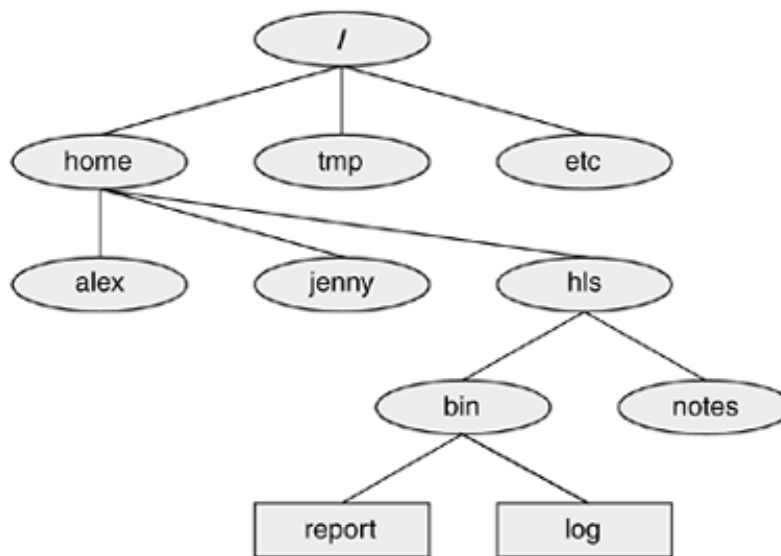 /
home tmp etc
alex jenny hls
bin notes
report log